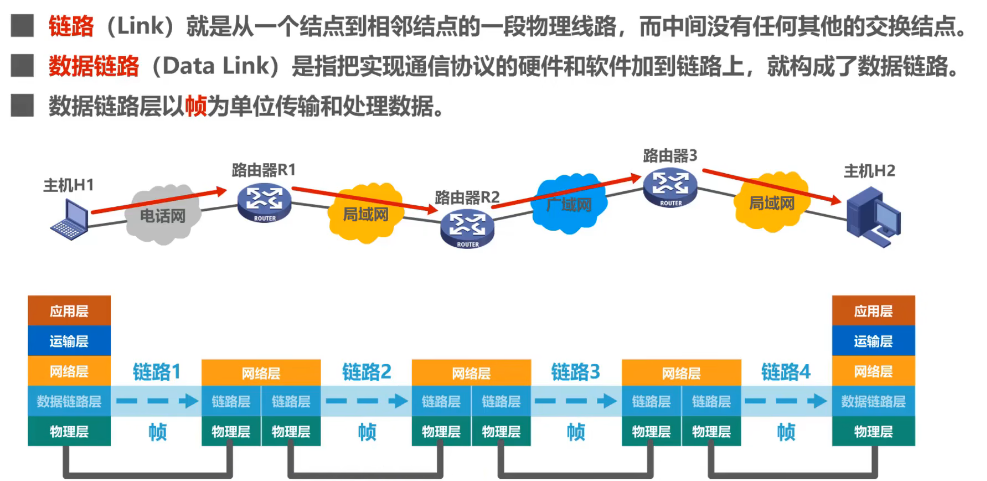 链路（Link）就是从一个结点到相邻结点的一段物理线路，而中间没有任何其他的交换结点。
数据链路（Data Link）是指把实现通信协议的硬件和软件加到链路上，就构成了数据链路。
数据链路层以帧为单位传输和处理数据。
主机H1 路由器R1 路由器R2 路由器3 主机H2
电话网 局域网 广域网 局域网
ROUTER ROUTER ROUTER
应用层 应用层
运输层 运输层
网络层 链路1 网络层 链路2 网络层 链路3 网络层 链路4 网络层
数据链路层 链路层 链路层 链路层 链路层 链路层 链路层 数据链路层
物理层 帧 物理层 物理层 帧 物理层 物理层 帧 物理层 物理层 帧 物理层